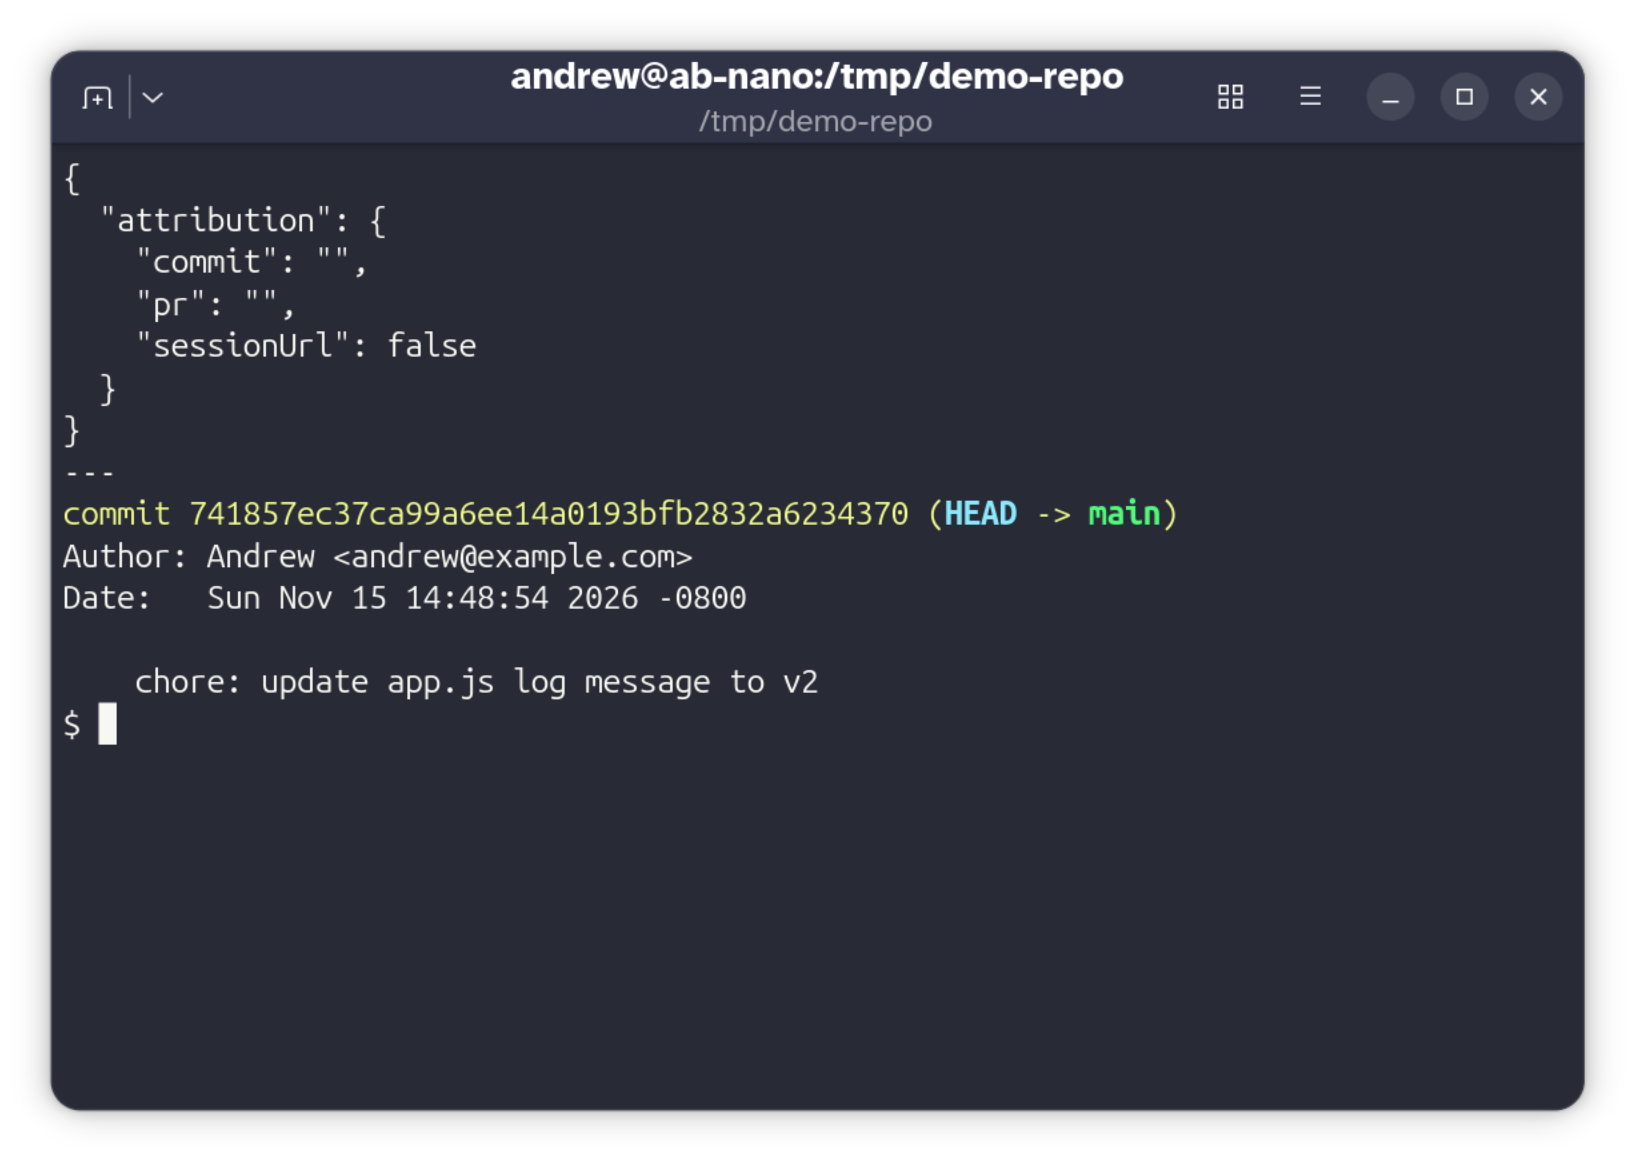 andrew@ab-nano:/tmp/demo-repo
/tmp/demo-repo
{
  "attribution": {
    "commit": "",
    "pr": "",
    "sessionUrl": false
  }
}
---
commit 741857ec37ca99a6ee14a0193bfb2832a6234370 (HEAD -> main)
Author: Andrew <andrew@example.com>
Date:   Sun Nov 15 14:48:54 2026 -0800

    chore: update app.js log message to v2
$